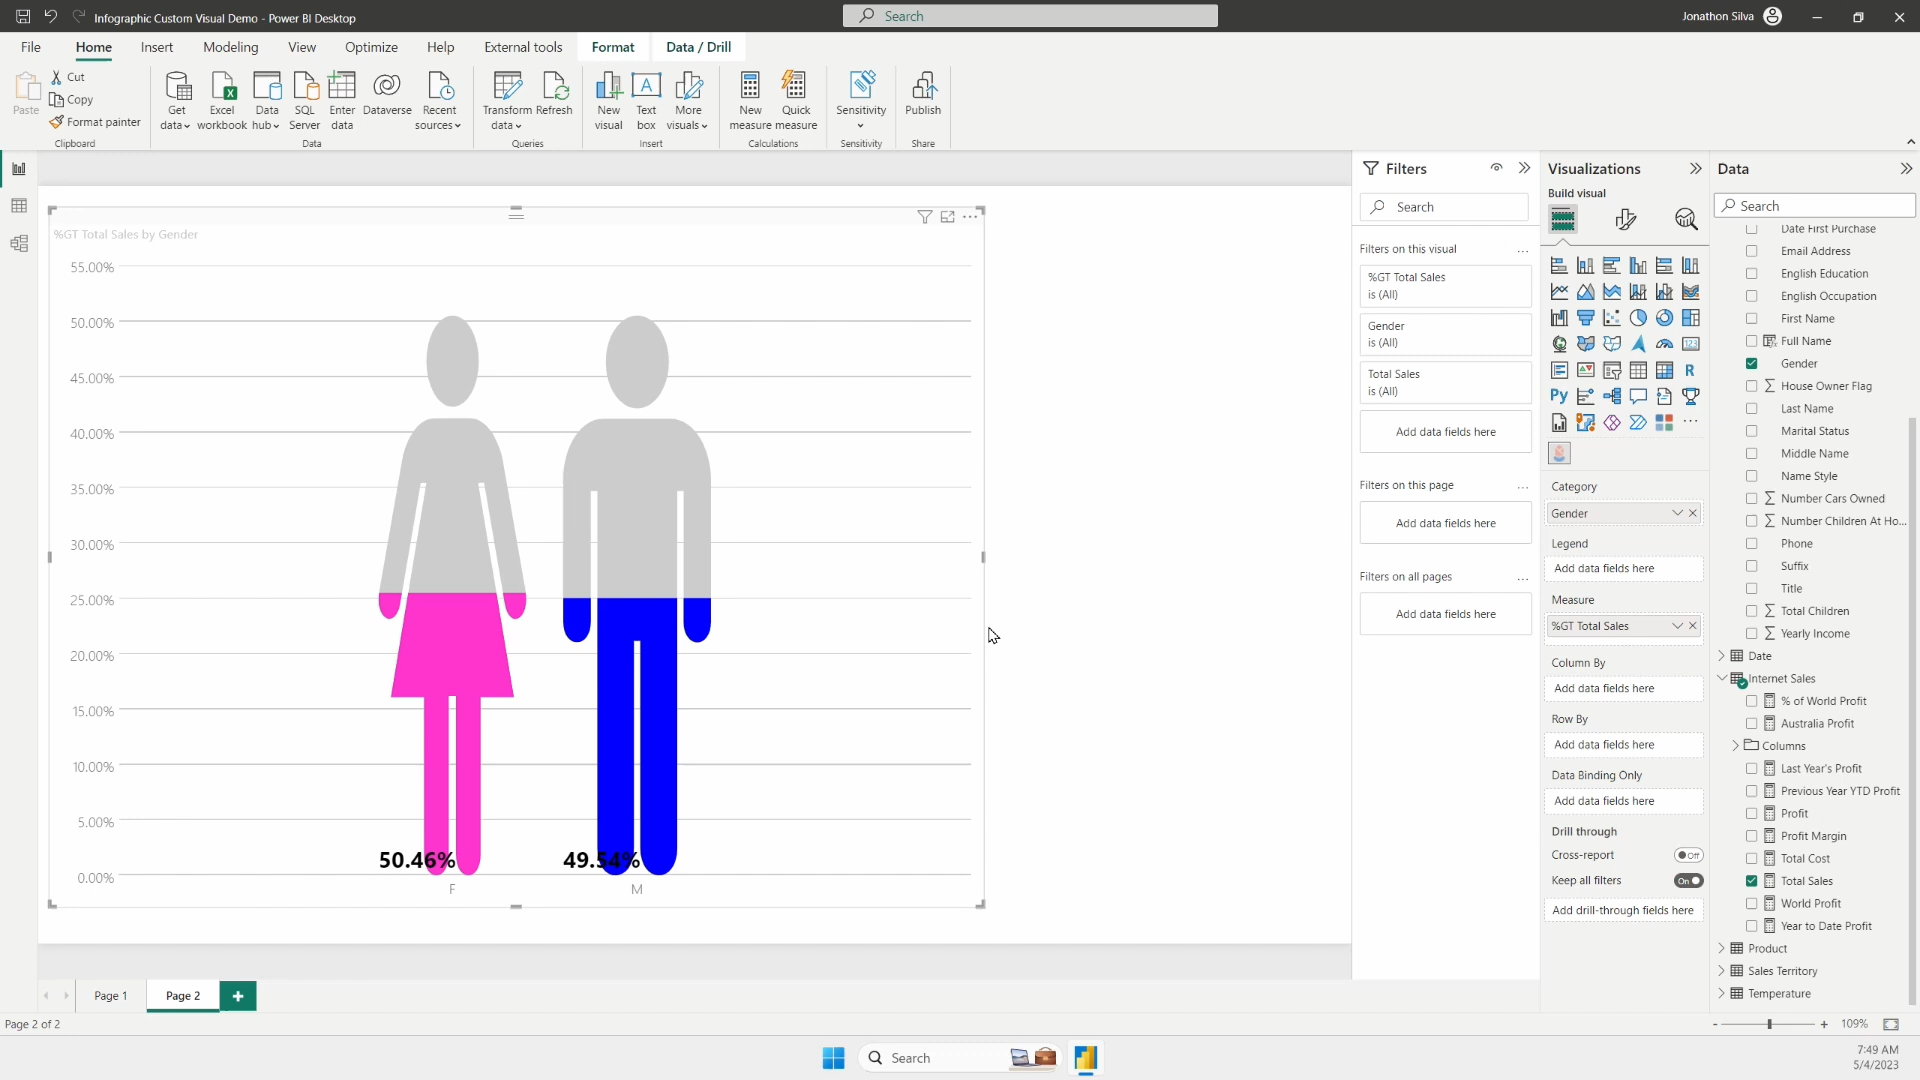 Infographic Custom Visual Demo - Power BI Desktop
Search
Jonathon Silva
File
Home
Insert
Modeling
View
Optimize
Help
External tools
Format
Data / Drill
Paste
Cut
Copy
Format painter
Clipboard
Get
data
Excel
workbook
Data
hub
SQL
Server
Enter
data
Dataverse
Recent
sources
Data
Transform
data
Refresh
Queries
New
visual
Text
box
More
visuals
Insert
New
measure
Quick
measure
Calculations
Sensitivity
Sensitivity
Publish
Share
%GT Total Sales by Gender
55.00%
50.00%
45.00%
40.00%
35.00%
30.00%
25.00%
20.00%
15.00%
10.00%
5.00%
0.00%
50.46%
49.54%
F
M
Filters
Search
Filters on this visual
%GT Total Sales
is (All)
Gender
is (All)
Total Sales
is (All)
Add data fields here
Filters on this page
Add data fields here
Filters on all pages
Add data fields here
Visualizations
Build visual
123
R
Py
Category
Gender
Legend
Add data fields here
Measure
%GT Total Sales
Column By
Add data fields here
Row By
Add data fields here
Data Binding Only
Add data fields here
Drill through
Cross-report
Off
Keep all filters
On
Add drill-through fields here
Data
Search
Date First Purchase
Email Address
English Education
English Occupation
First Name
Full Name
Gender
House Owner Flag
Last Name
Marital Status
Middle Name
Name Style
Number Cars Owned
Number Children At Ho...
Phone
Suffix
Title
Total Children
Yearly Income
Date
Internet Sales
% of World Profit
Australia Profit
Columns
Last Year's Profit
Previous Year YTD Profit
Profit
Profit Margin
Total Cost
Total Sales
World Profit
Year to Date Profit
Product
Sales Territory
Temperature
Page 1
Page 2
Page 2 of 2
109%
Search
7:49 AM
5/4/2023